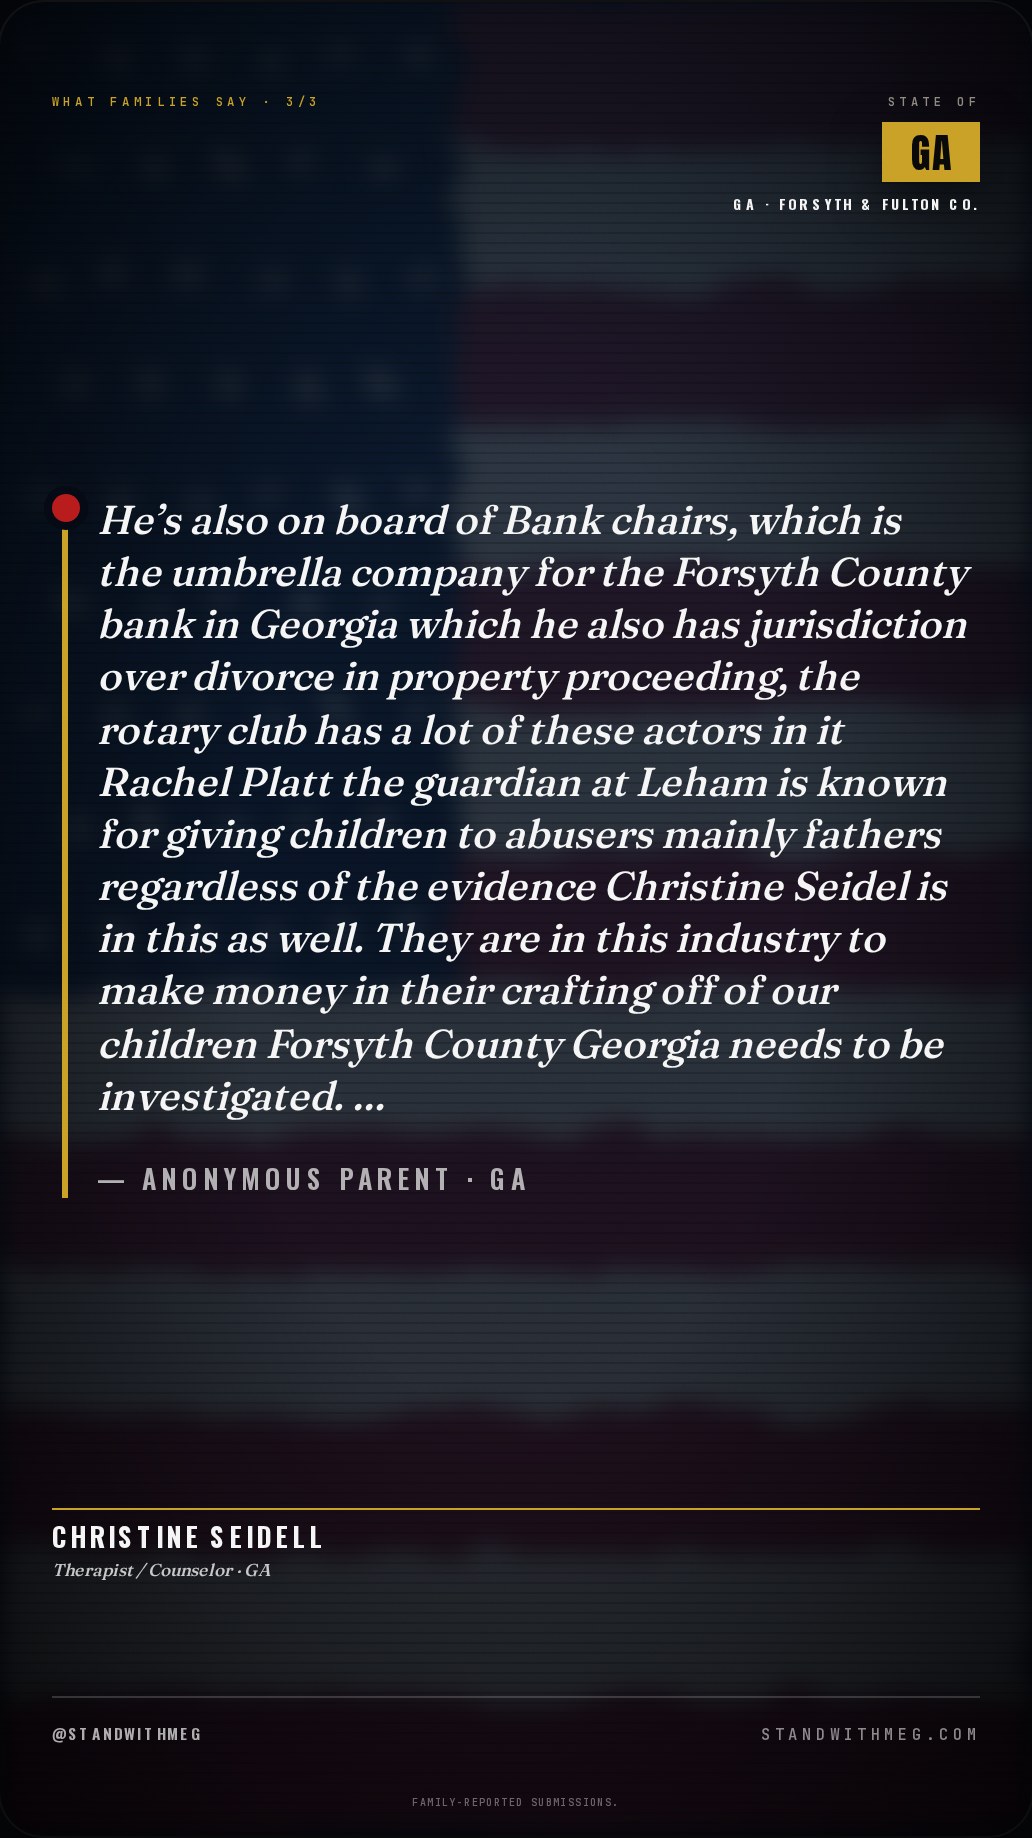 WHAT FAMILIES SAY · 3/3
STATE OF
GA
GA · FORSYTH & FULTON CO.
He’s also on board of Bank chairs, which is
the umbrella company for the Forsyth County
bank in Georgia which he also has jurisdiction
over divorce in property proceeding, the
rotary club has a lot of these actors in it
Rachel Platt the guardian at Leham is known
for giving children to abusers mainly fathers
regardless of the evidence Christine Seidel is
in this as well. They are in this industry to
make money in their crafting off of our
children Forsyth County Georgia needs to be
investigated. ...
— ANONYMOUS PARENT · GA
CHRISTINE SEIDELL
Therapist / Counselor · GA
@STANDWITHMEG
STANDWITHMEG.COM
FAMILY-REPORTED SUBMISSIONS.